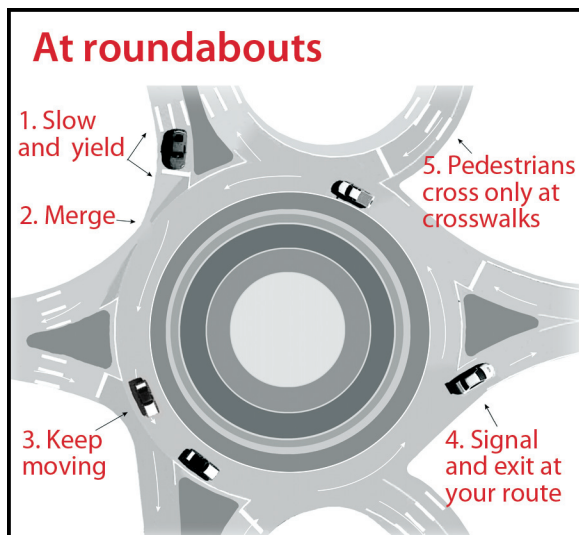 At roundabouts
1. Slow
and yield
2. Merge
3. Keep
moving
4. Signal
and exit at
your route
5. Pedestrians
cross only at
crosswalks